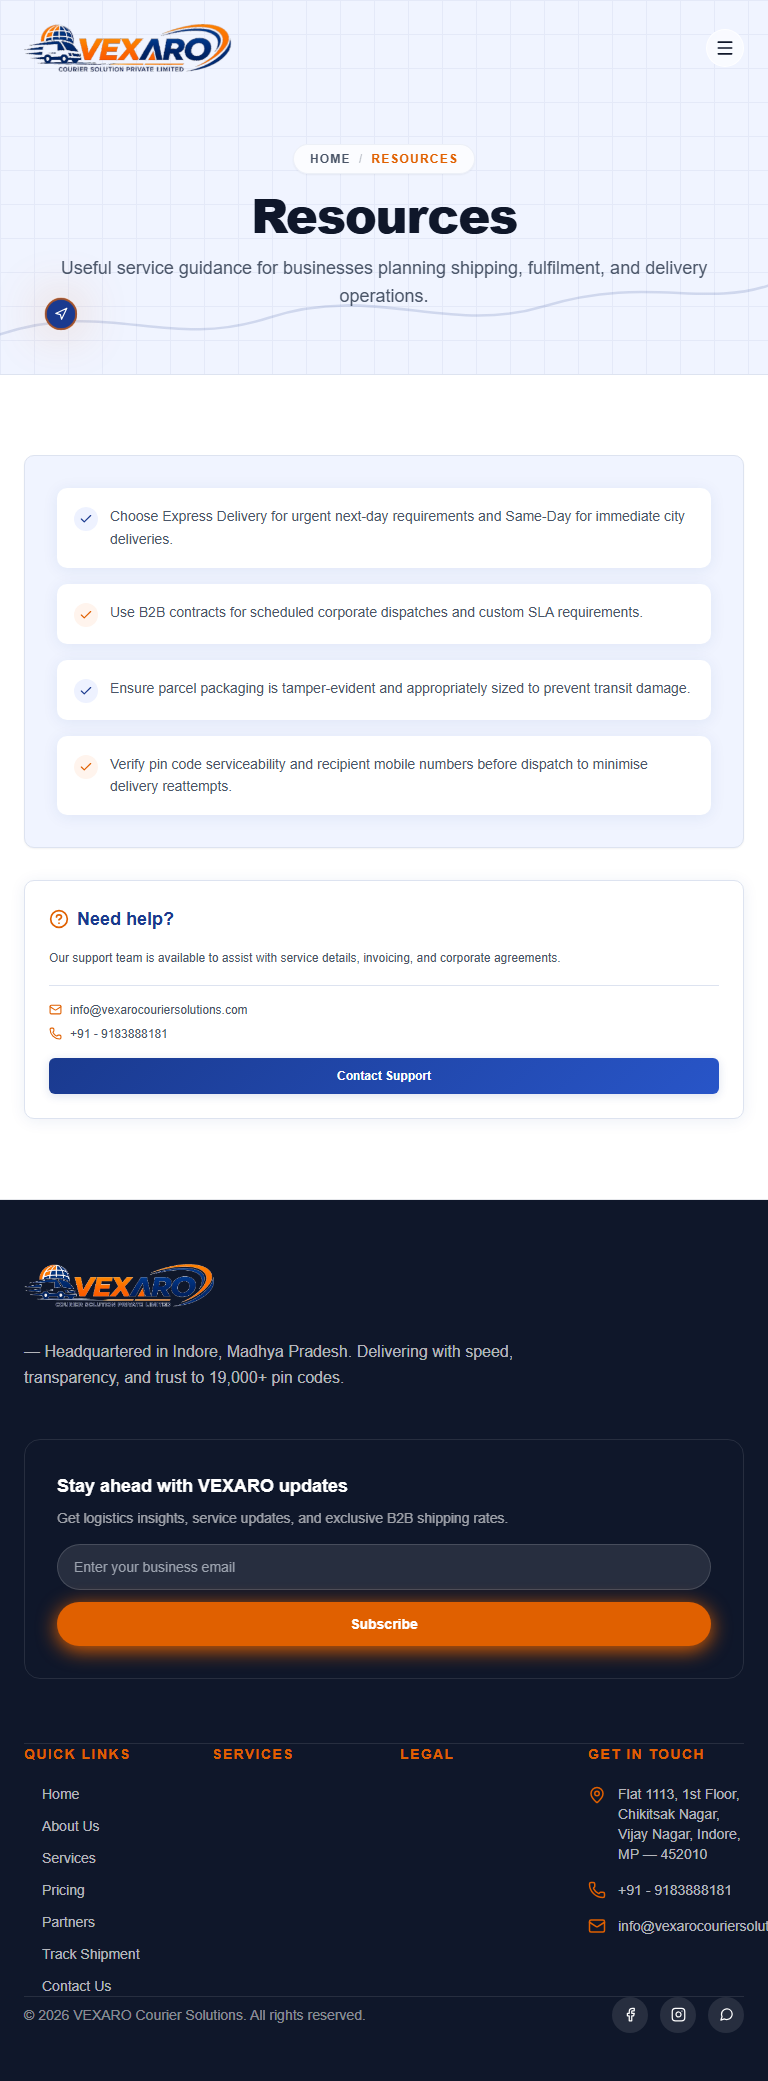 VEXARO
COURIER SOLUTION PRIVATE LIMITED
HOME / RESOURCES
Resources
Useful service guidance for businesses planning shipping, fulfilment, and delivery
operations.
Choose Express Delivery for urgent next-day requirements and Same-Day for immediate city
deliveries.
Use B2B contracts for scheduled corporate dispatches and custom SLA requirements.
Ensure parcel packaging is tamper-evident and appropriately sized to prevent transit damage.
Verify pin code serviceability and recipient mobile numbers before dispatch to minimise
delivery reattempts.
Need help?
Our support team is available to assist with service details, invoicing, and corporate agreements.
info@vexarocouriersolutions.com
+91 - 9183888181
Contact Support
VEXARO
COURIER SOLUTION PRIVATE LIMITED
— Headquartered in Indore, Madhya Pradesh. Delivering with speed,
transparency, and trust to 19,000+ pin codes.
Stay ahead with VEXARO updates
Get logistics insights, service updates, and exclusive B2B shipping rates.
Enter your business email
Subscribe
QUICK LINKS
Home
About Us
Services
Pricing
Partners
Track Shipment
Contact Us
SERVICES
LEGAL
GET IN TOUCH
Flat 1113, 1st Floor,
Chikitsak Nagar,
Vijay Nagar, Indore,
MP — 452010
+91 - 9183888181
info@vexarocouriersolut
© 2026 VEXARO Courier Solutions. All rights reserved.